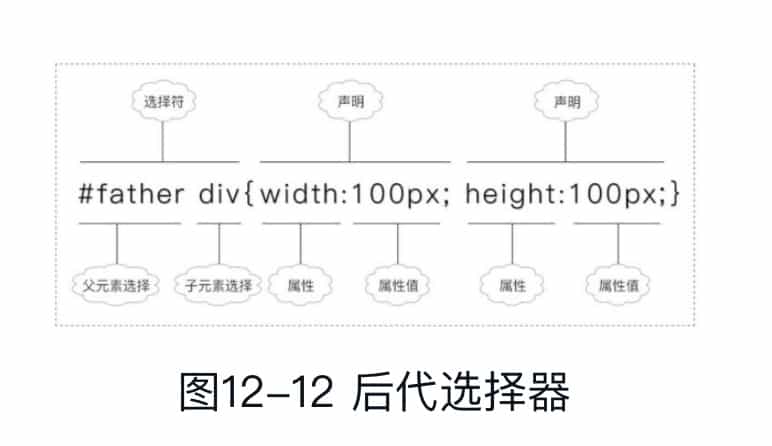 选择符 声明 声明
#father div{width:100px; height:100px;}
父元素选择 子元素选择 属性 属性值 属性 属性值
图12-12 后代选择器